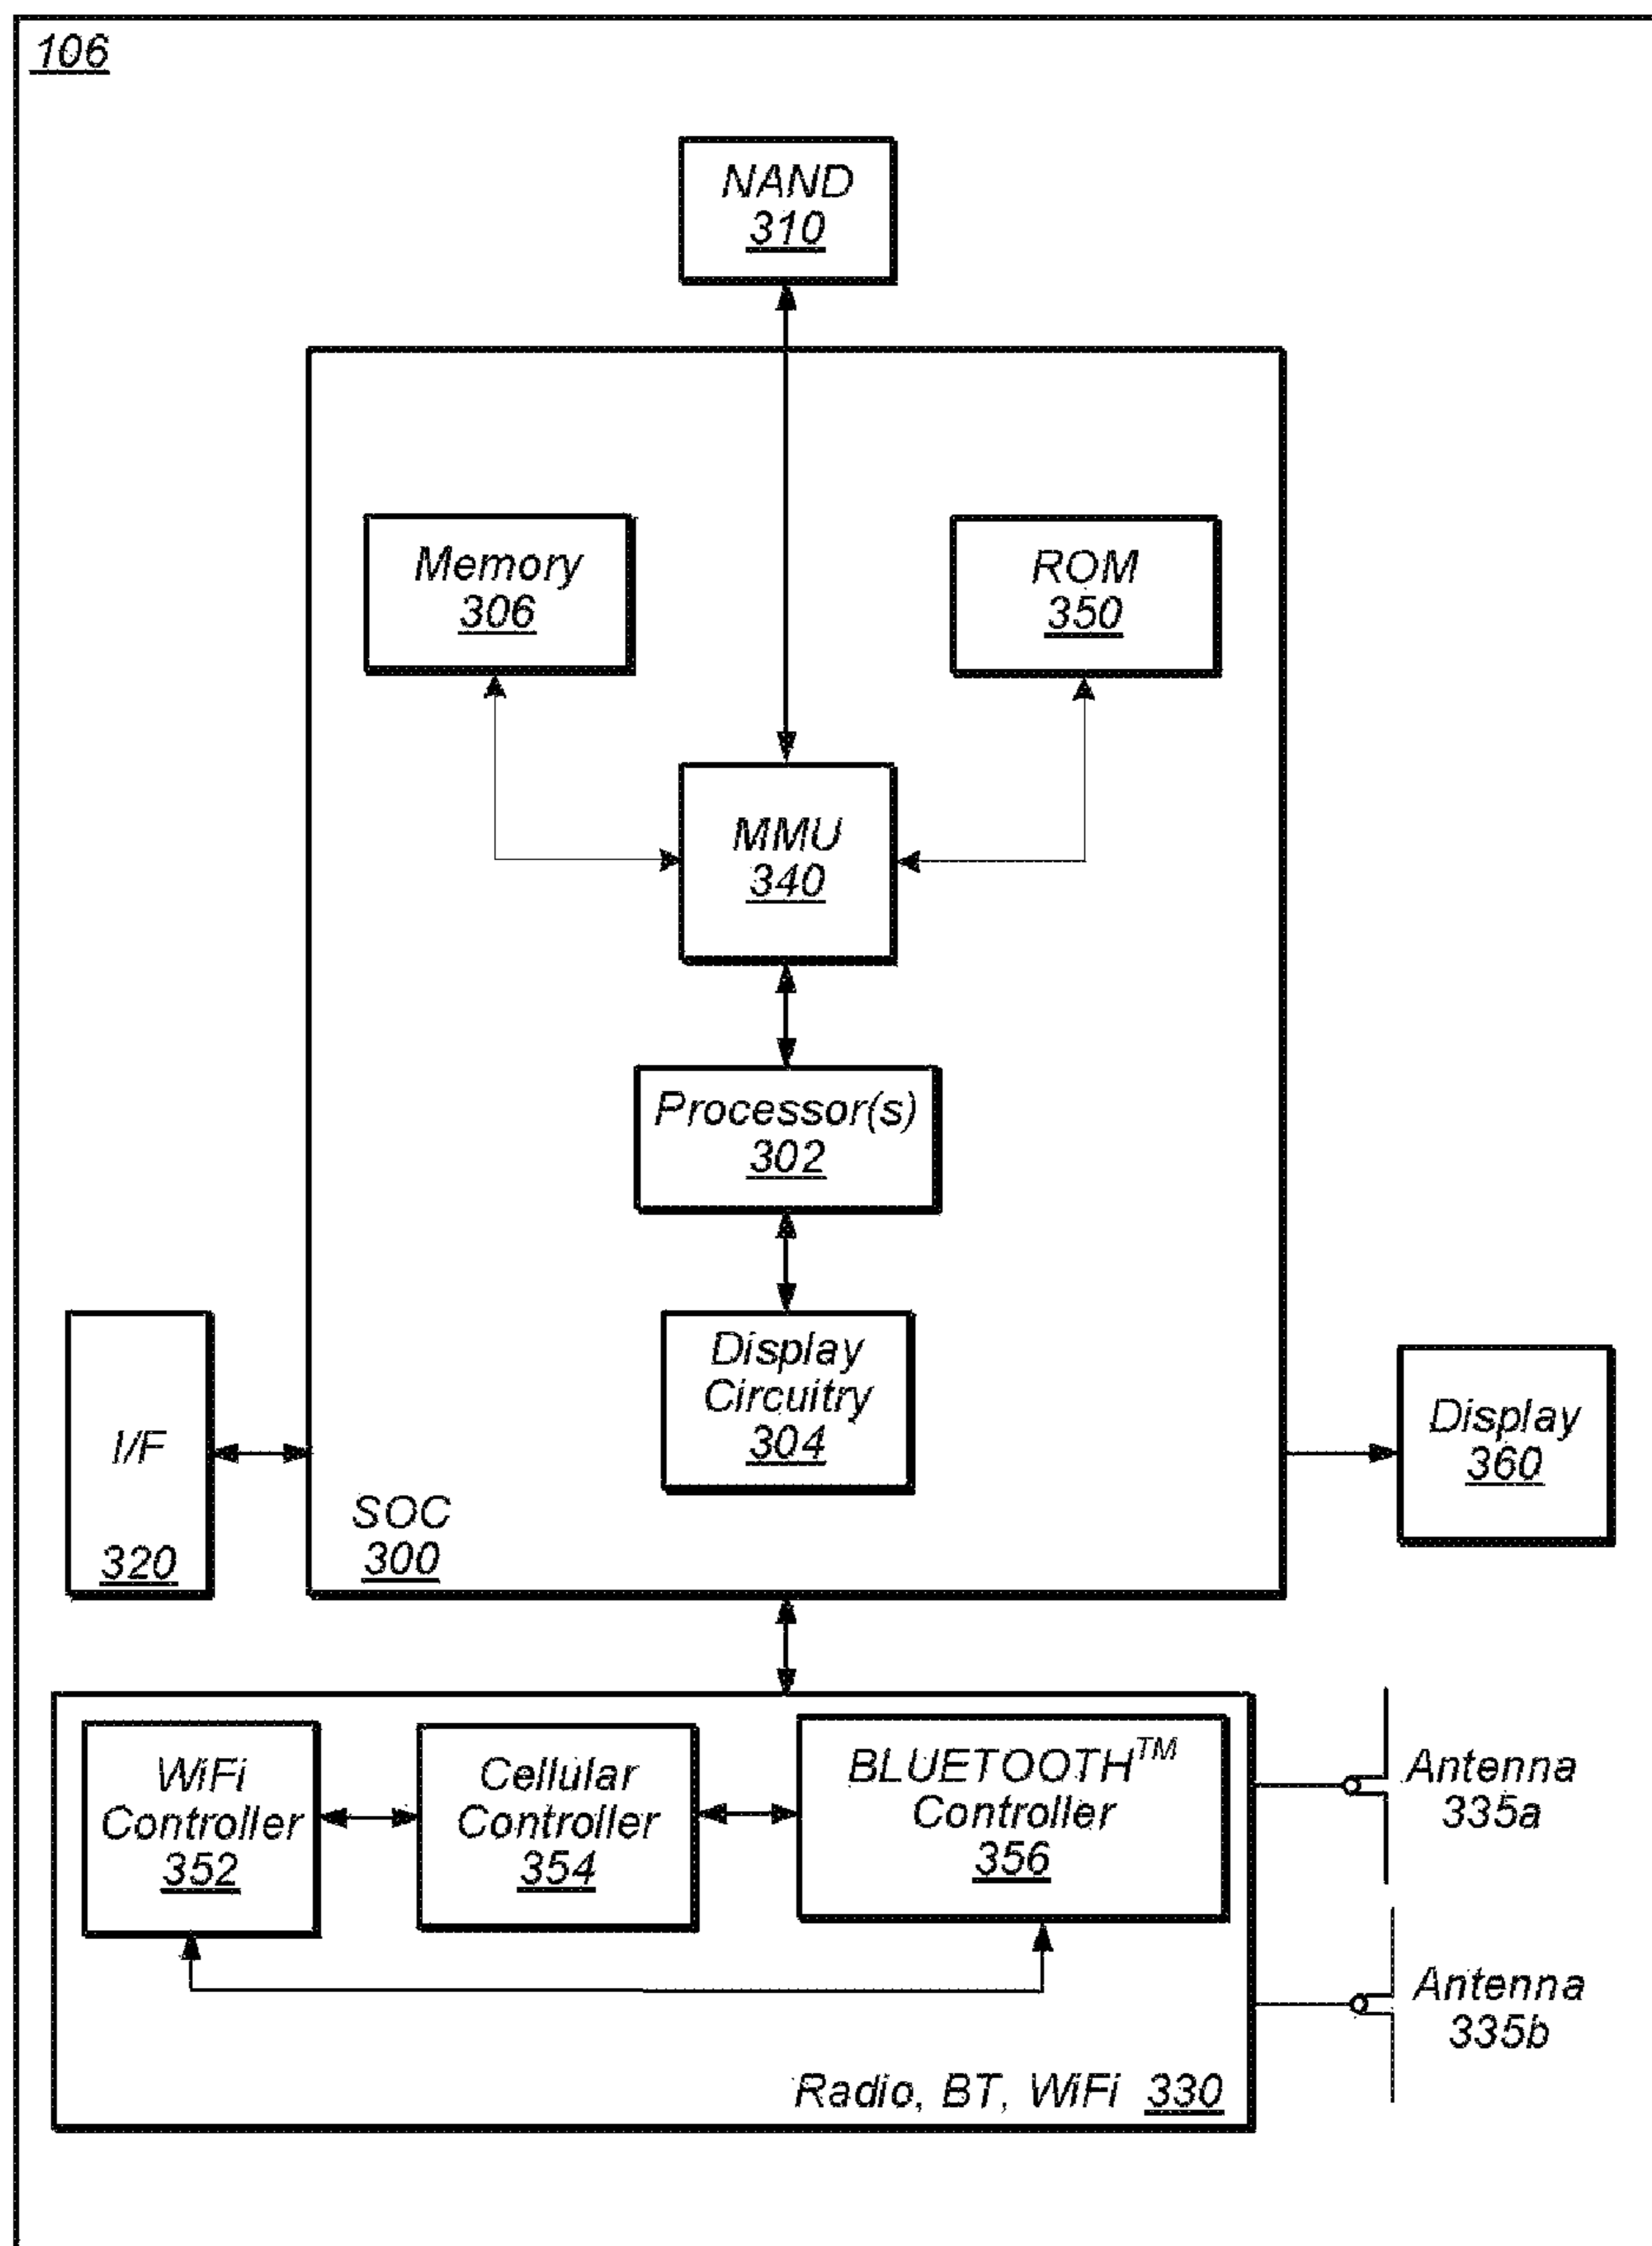 106
NAND
310
Memory
306
ROM
350
MMU
340
Processor(s)
302
Display
Circuitry
304
I/F
320
SOC
300
Display
360
WiFi
Controller
352
Cellular
Controller
354
BLUETOOTH™
Controller
356
Antenna
335a
Antenna
335b
Radio, BT, WiFi 330